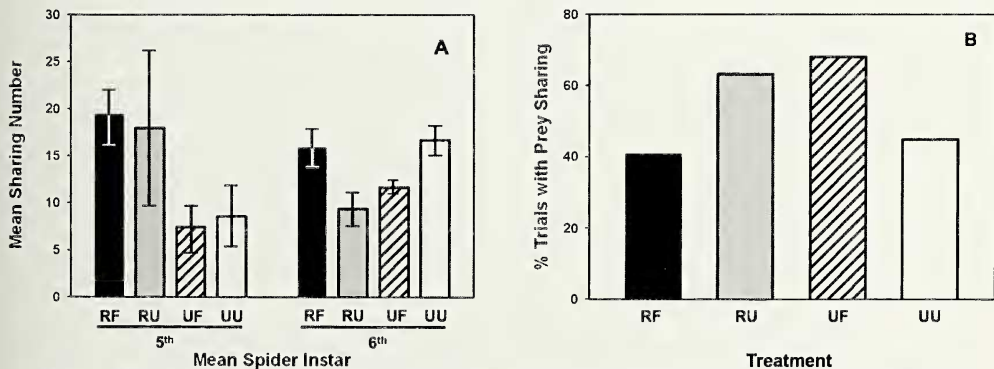 30
25
20
15
10
5
0
Mean Sharing Number
A
RF RU UF UU RF RU UF UU
5th 6th
Mean Spider Instar
80
60
40
20
0
% Trials with Prey Sharing
B
RF RU UF UU
Treatment